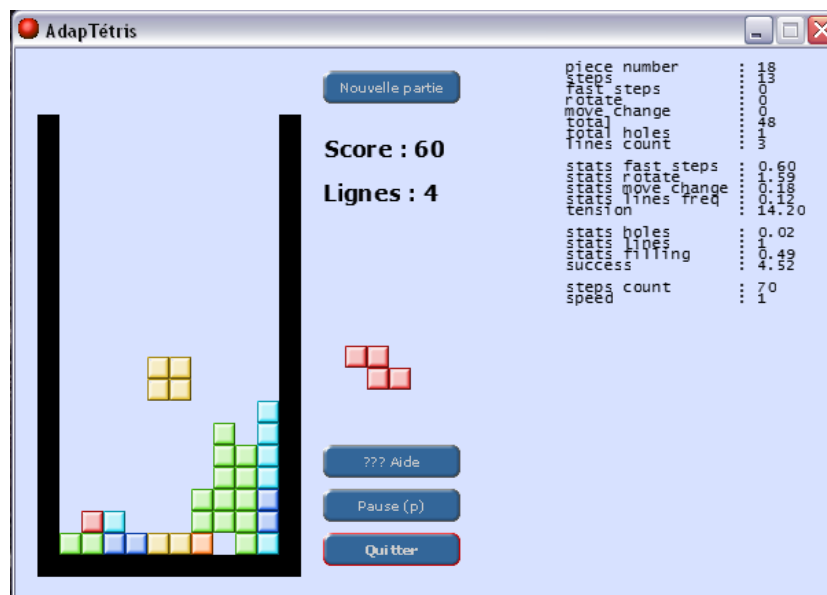 AdapTétris
Nouvelle partie
Score : 60
Lignes : 4
??? Aide
Pause (p)
Quitter
piece number : 18
steps : 13
fast steps : 0
rotate : 0
move change : 0
total : 48
total holes : 1
lines count : 3
stats fast steps : 0.60
stats rotate : 1.59
stats move change : 0.18
stats lines freq : 0.12
tension : 14.20
stats holes : 0.02
stats lines : 1
stats filling : 0.49
success : 4.52
steps count : 70
speed : 1